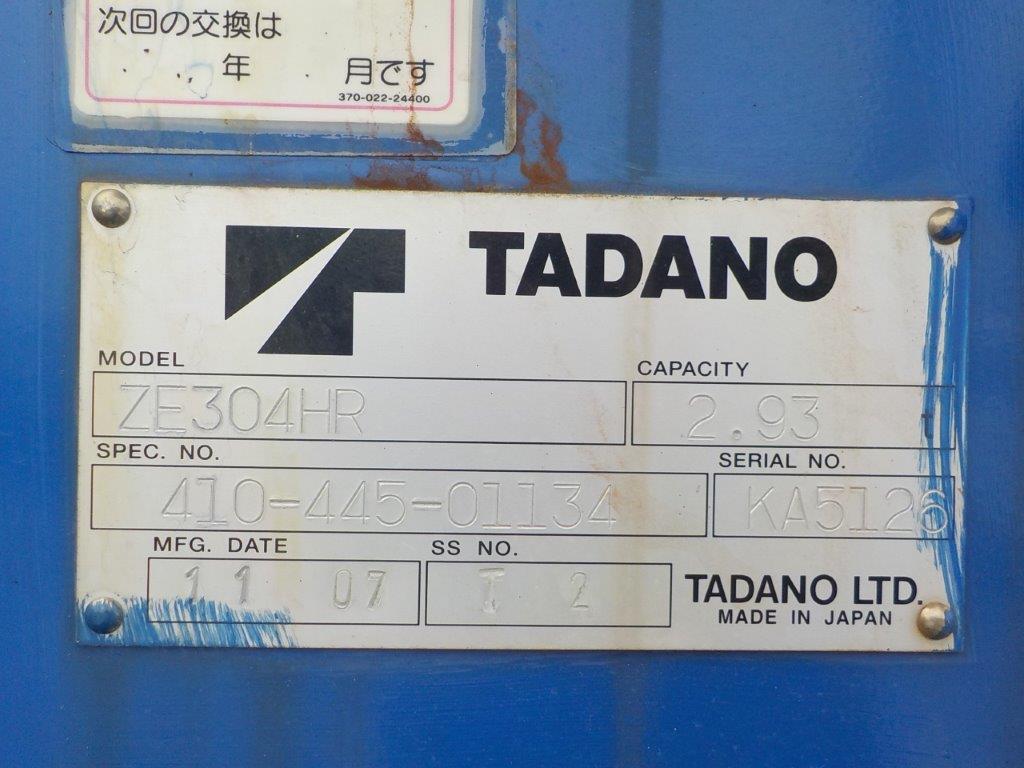 次回の交換は
年 月です
370-022-24400
TADANO
MODEL
ZE304HR
CAPACITY
2.93 t
SPEC. NO.
410-445-01134
SERIAL NO.
KA5126
MFG. DATE
11 07
SS NO.
T 2
TADANO LTD.
MADE IN JAPAN